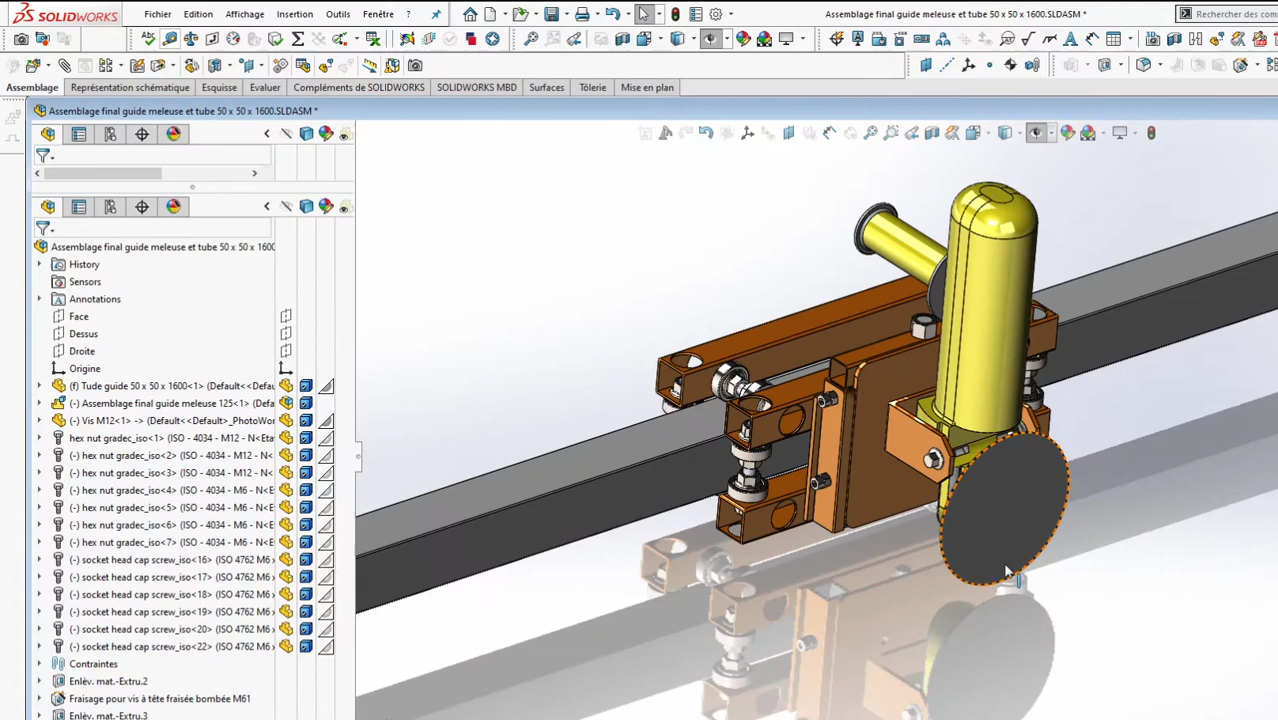 SOLIDWORKS
Fichier Edition Affichage Insertion Outils Fenêtre ?
Assemblage final guide meleuse et tube 50 x 50 x 1600.SLDASM *
Rechercher des com
Assemblage Représentation schématique Esquisse Evaluer Compléments de SOLIDWORKS SOLIDWORKS MBD Surfaces Tôlerie Mise en plan
Assemblage final guide meleuse et tube 50 x 50 x 1600.SLDASM *
Assemblage final guide meleuse et tube 50 x 50 x 1600
History
Sensors
Annotations
Face
Dessus
Droite
Origine
(f) Tude guide 50 x 50 x 1600<1> (Default<<Defau
(-) Assemblage final guide meleuse 125<1> (Defau
(-) Vis M12<1> -> (Default<<Default>_PhotoWor
hex nut gradec_iso<1> (ISO - 4034 - M12 - N<Eta
(-) hex nut gradec_iso<2> (ISO - 4034 - M12 - N<
(-) hex nut gradec_iso<3> (ISO - 4034 - M12 - N<
(-) hex nut gradec_iso<4> (ISO - 4034 - M6 - N<E
(-) hex nut gradec_iso<5> (ISO - 4034 - M6 - N<E
(-) hex nut gradec_iso<6> (ISO - 4034 - M6 - N<E
(-) hex nut gradec_iso<7> (ISO - 4034 - M6 - N<E
(-) socket head cap screw_iso<16> (ISO 4762 M6 x
(-) socket head cap screw_iso<17> (ISO 4762 M6 x
(-) socket head cap screw_iso<18> (ISO 4762 M6 x
(-) socket head cap screw_iso<19> (ISO 4762 M6 x
(-) socket head cap screw_iso<20> (ISO 4762 M6 x
(-) socket head cap screw_iso<22> (ISO 4762 M6 x
Contraintes
Enlèv. mat.-Extru.2
Fraisage pour vis à tête fraisée bombée M61
Enlèv. mat.-Extru.3